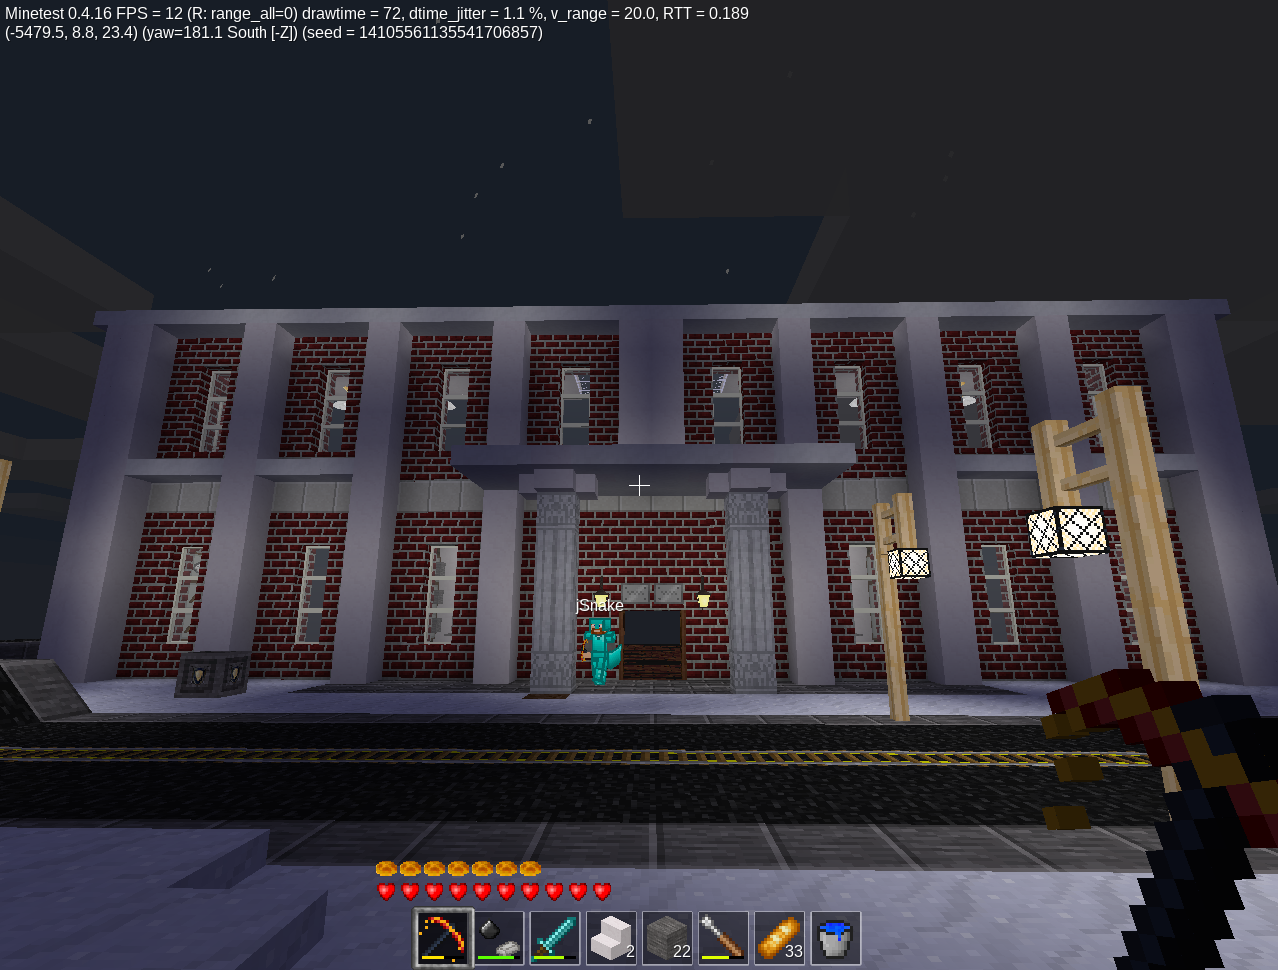 Minetest 0.4.16 FPS = 12 (R: range_all=0) drawtime = 72, dtime_jitter = 1.1 %, v_range = 20.0, RTT = 0.189
(-5479.5, 8.8, 23.4) (yaw=181.1 South [-Z]) (seed = 14105561135541706857)
jSnake
2
22
33